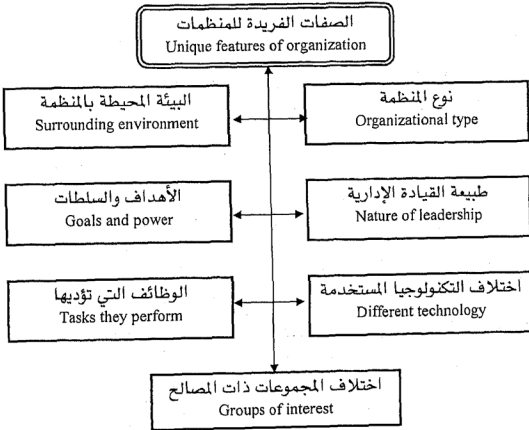 الصفات الفريدة للمنظمات
Unique features of organization
نوع المنظمة
Organizational type
البيئة المحيطة بالمنظمة
Surrounding environment
طبيعة القيادة الإدارية
Nature of leadership
الأهداف والسلطات
Goals and power
اختلاف التكنولوجيا المستخدمة
Different technology
الوظائف التي تؤديها
Tasks they perform
اختلاف المجموعات ذات المصالح
Groups of interest